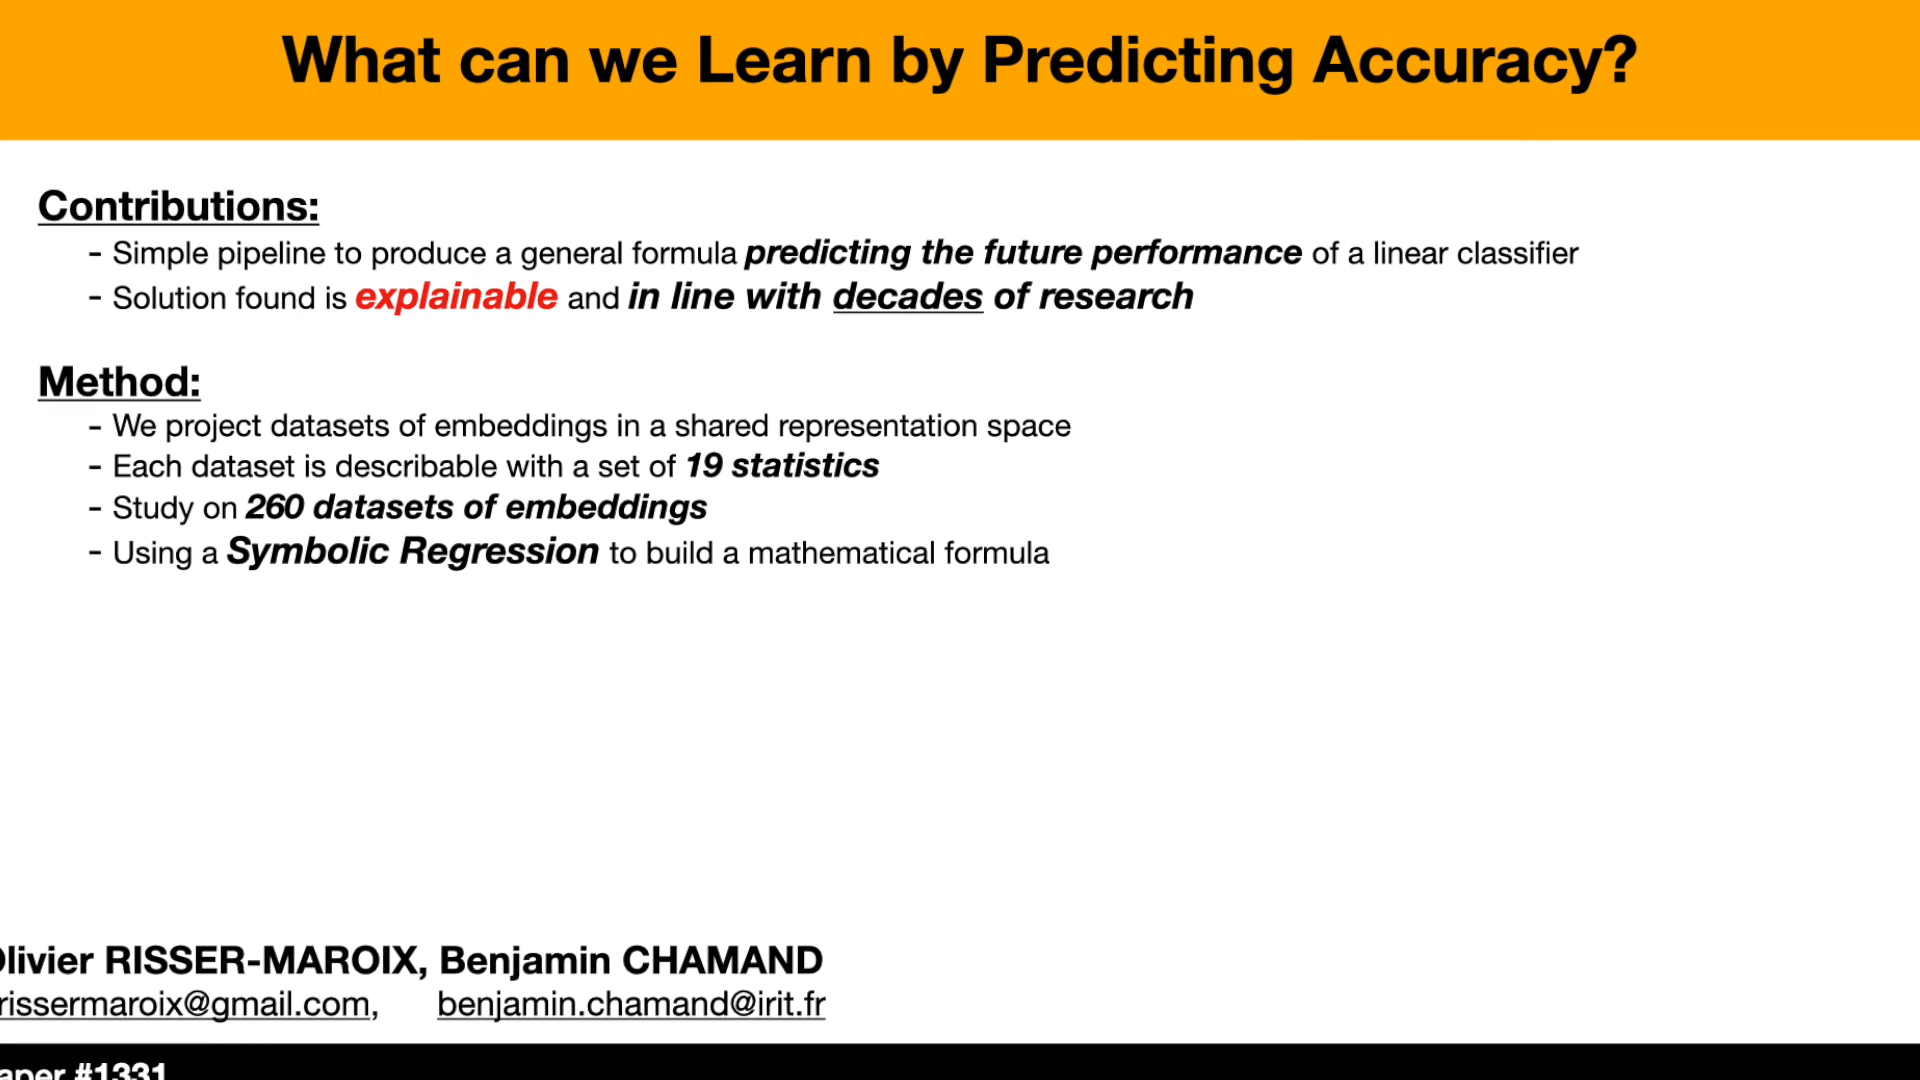 What can we Learn by Predicting Accuracy?
Contributions:
- Simple pipeline to produce a general formula predicting the future performance of a linear classifier
- Solution found is explainable and in line with decades of research
Method:
- We project datasets of embeddings in a shared representation space
- Each dataset is describable with a set of 19 statistics
- Study on 260 datasets of embeddings
- Using a Symbolic Regression to build a mathematical formula
Olivier RISSER-MAROIX, Benjamin CHAMAND
rissermaroix@gmail.com, benjamin.chamand@irit.fr
aper #1331